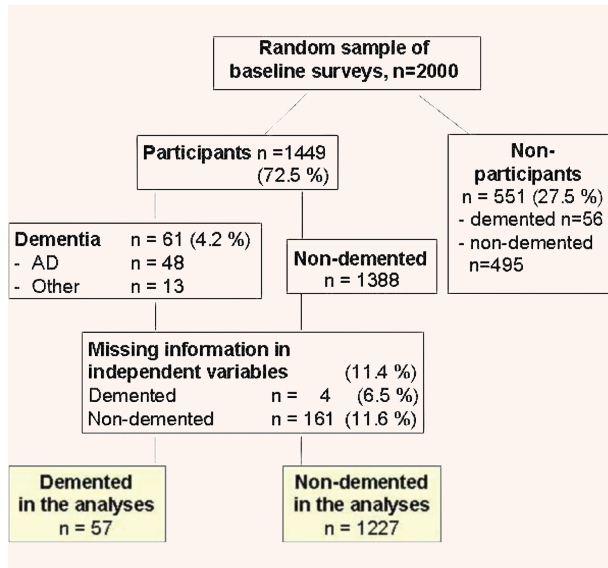 Random sample of
baseline surveys, n=2000
Participants n =1449
(72.5 %)
Non-
participants
n = 551 (27.5 %)
- demented n=56
- non-demented
n=495
Dementia n = 61 (4.2 %)
- AD n = 48
- Other n = 13
Non-demented
n = 1388
Missing information in
independent variables (11.4 %)
Demented n = 4 (6.5 %)
Non-demented n = 161 (11.6 %)
Demented
in the analyses
n = 57
Non-demented
in the analyses
n = 1227